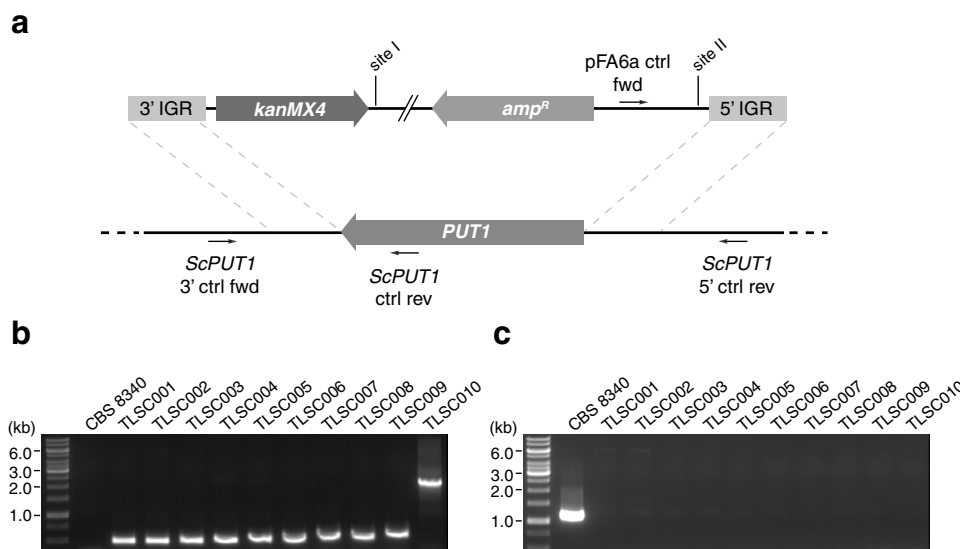 a
site I
pFA6a ctrl
fwd
site II
3’ IGR
kanMX4
ampR
5’ IGR
PUT1
ScPUT1
3’ ctrl fwd
ScPUT1
ctrl rev
ScPUT1
5’ ctrl rev
b
CBS 8340
TLSC001
TLSC002
TLSC003
TLSC004
TLSC005
TLSC006
TLSC007
TLSC008
TLSC009
TLSC010
(kb)
6.0
3.0
2.0
1.0
c
CBS 8340
TLSC001
TLSC002
TLSC003
TLSC004
TLSC005
TLSC006
TLSC007
TLSC008
TLSC009
TLSC010
(kb)
6.0
3.0
2.0
1.0